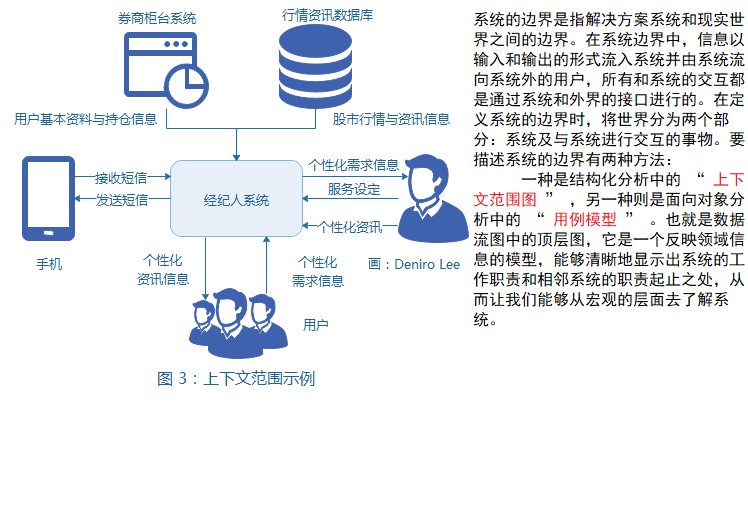 券商柜台系统
行情资讯数据库
用户基本资料与持仓信息
股市行情与资讯信息
接收短信
发送短信
经纪人系统
个性化需求信息
服务设定
个性化资讯
手机
画：Deniro Lee
个性化
资讯信息
个性化
需求信息
用户
图 3：上下文范围示例
系统的边界是指解决方案系统和现实世
界之间的边界。在系统边界中，信息以
输入和输出的形式流入系统并由系统流
向系统外的用户，所有和系统的交互都
是通过系统和外界的接口进行的。在定
义系统的边界时，将世界分为两个部
分：系统及与系统进行交互的事物。要
描述系统的边界有两种方法：
一种是结构化分析中的 “ 上下
文范围图 ” ，另一种则是面向对象分
析中的 “ 用例模型 ” 。也就是数据
流图中的顶层图，它是一个反映领域信
息的模型，能够清晰地显示出系统的工
作职责和相邻系统的职责起止之处，从
而让我们能够从宏观的层面去了解系
统。